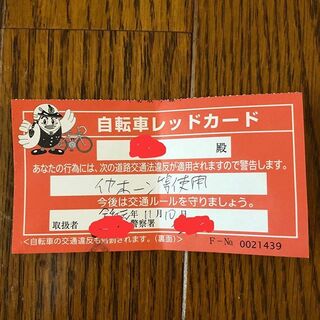 自転車レッドカード
殿
あなたの行為には、次の道路交通法違反が適用されますので警告します。
イヤホーン等使用
今後は交通ルールを守りましょう。
令和元年11月10日
取扱者 警察署
<自転車の交通違反も処罰されます。(裏面)> F-No 0021439